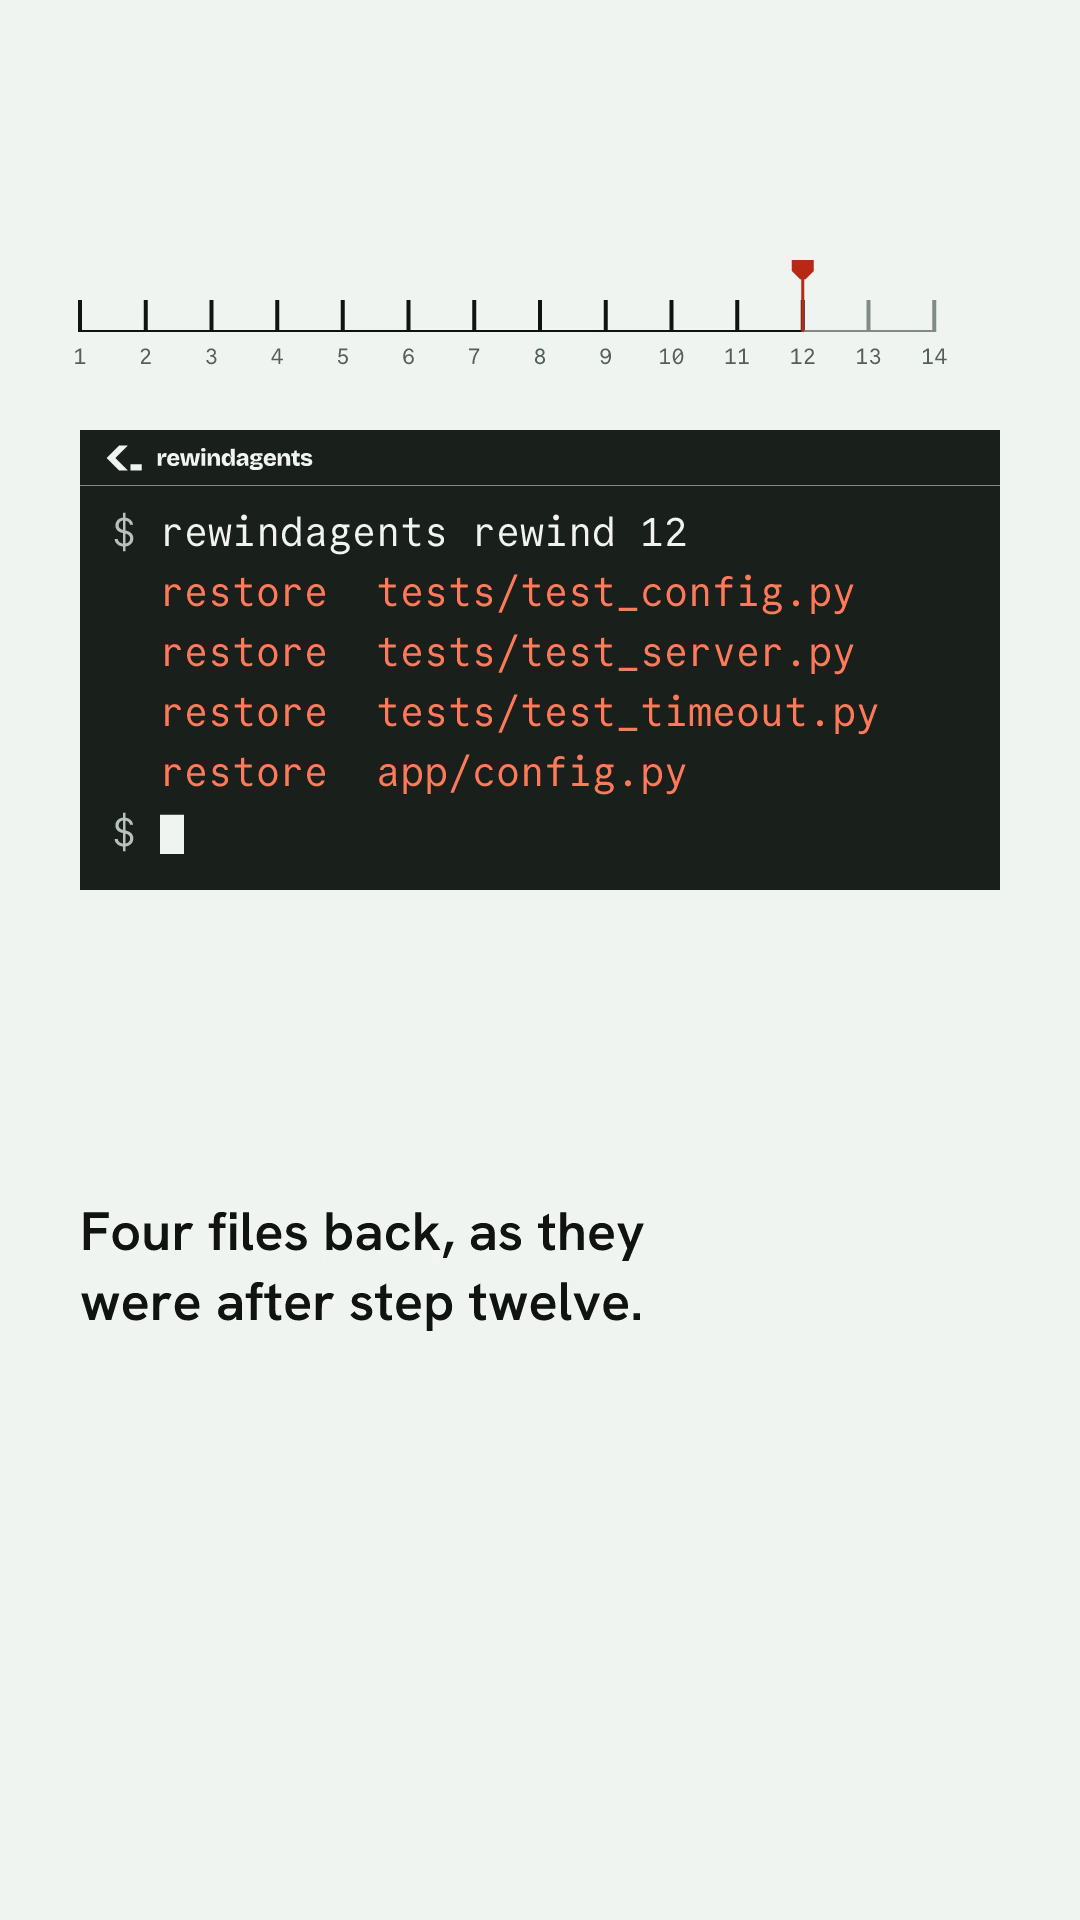 1 2 3 4 5 6 7 8 9 10 11 12 13 14
rewindagents
$ rewindagents rewind 12
restore tests/test_config.py
restore tests/test_server.py
restore tests/test_timeout.py
restore app/config.py
$
Four files back, as they
were after step twelve.